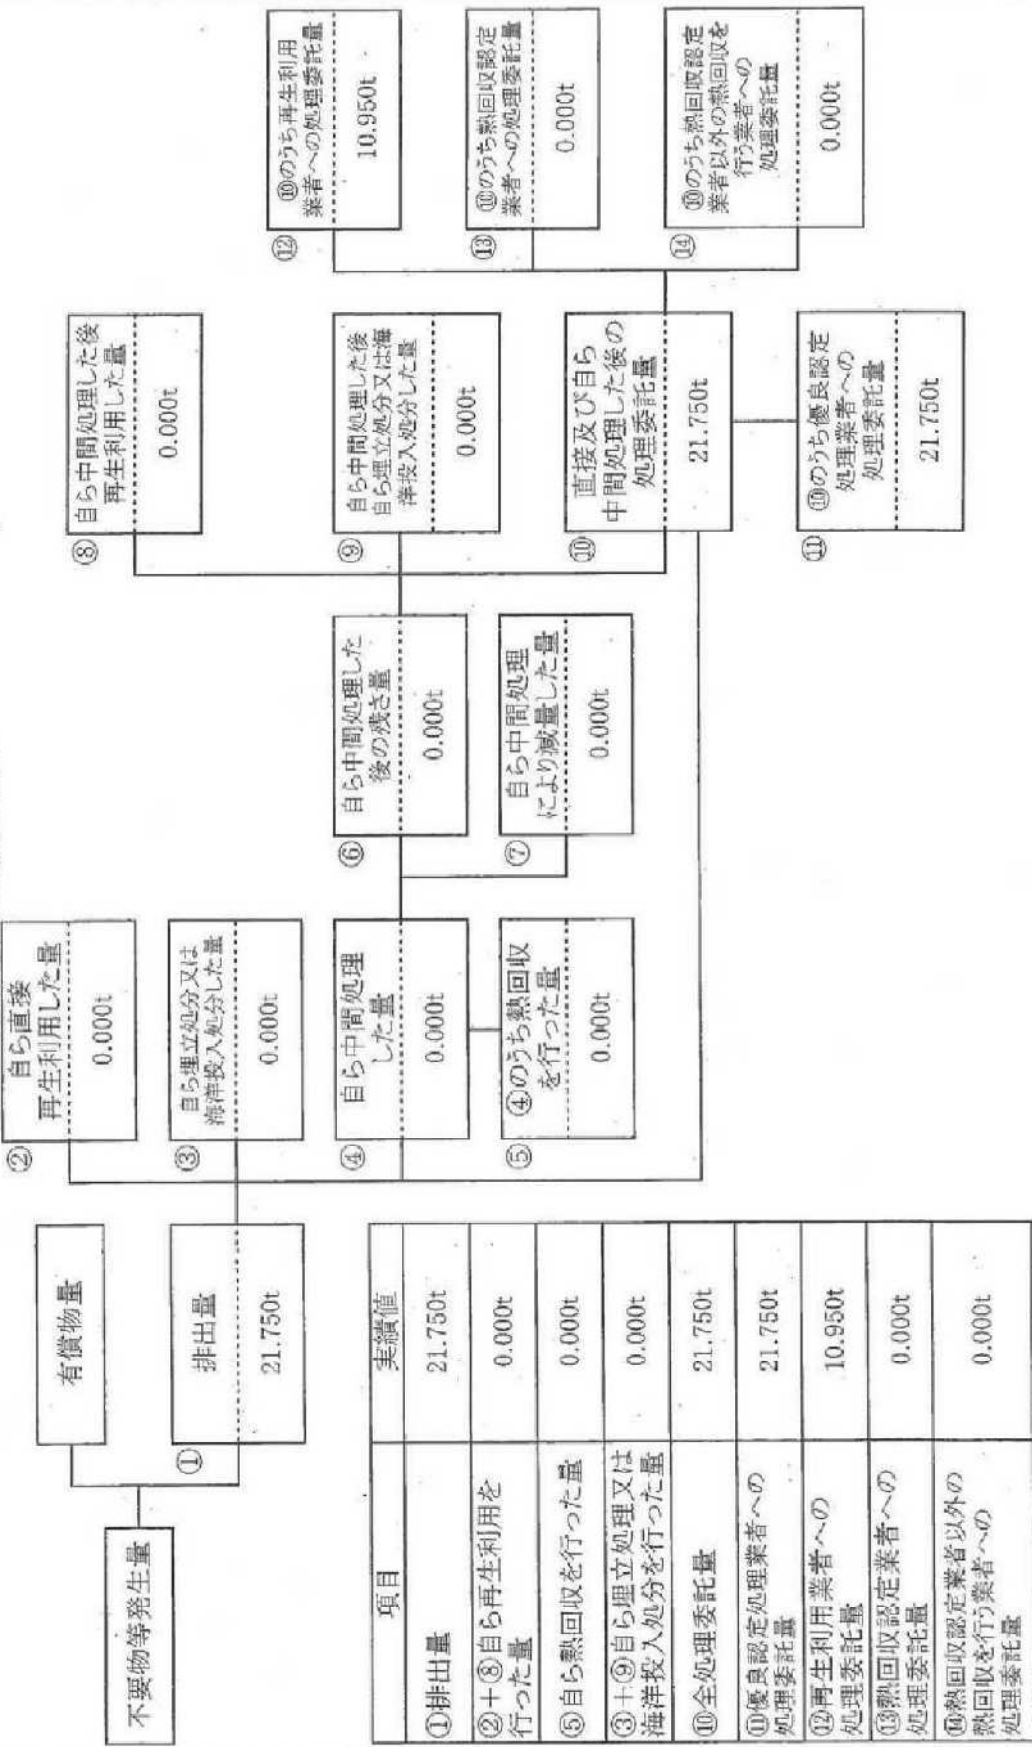 不要物等発生量
有償物量
①
排出量
21.750t
②
自ら直接
再生利用した量
0.000t
③
自ら埋立処分又は
海洋投入処分した量
0.000t
④
自ら中間処理
した量
0.000t
⑤
④のうち熱回収
を行った量
0.000t
⑥
自ら中間処理した
後の残さ量
0.000t
⑦
自ら中間処理
により減量した量
0.000t
⑧
自ら中間処理した後
再生利用した量
0.000t
⑨
自ら中間処理した後
自ら埋立処分又は海
洋投入処分した量
0.000t
⑩
直接及び自ら
中間処理した後の
処理委託量
21.750t
⑪
⑩のうち優良認定
処理業者への
処理委託量
21.750t
⑫
⑩のうち再生利用
業者への処理委託量
10.950t
⑬
⑩のうち熱回収認定
業者への処理委託量
0.000t
⑭
⑩のうち熱回収認定
業者以外の熱回収を
行う業者への
処理委託量
0.000t
項目 実績値
①排出量 21.750t
②+⑧自ら再生利用を
行った量 0.000t
⑤自ら熱回収を行った量 0.000t
③+⑨自ら埋立処理又は
海洋投入処分を行った量 0.000t
⑩全処理委託量 21.750t
⑪優良認定処理業者への
処理委託量 21.750t
⑫再生利用業者への
処理委託量 10.950t
⑬熱回収認定業者への
処理委託量 0.000t
⑭熱回収認定業者以外の
熱回収を行う業者への
処理委託量 0.000t